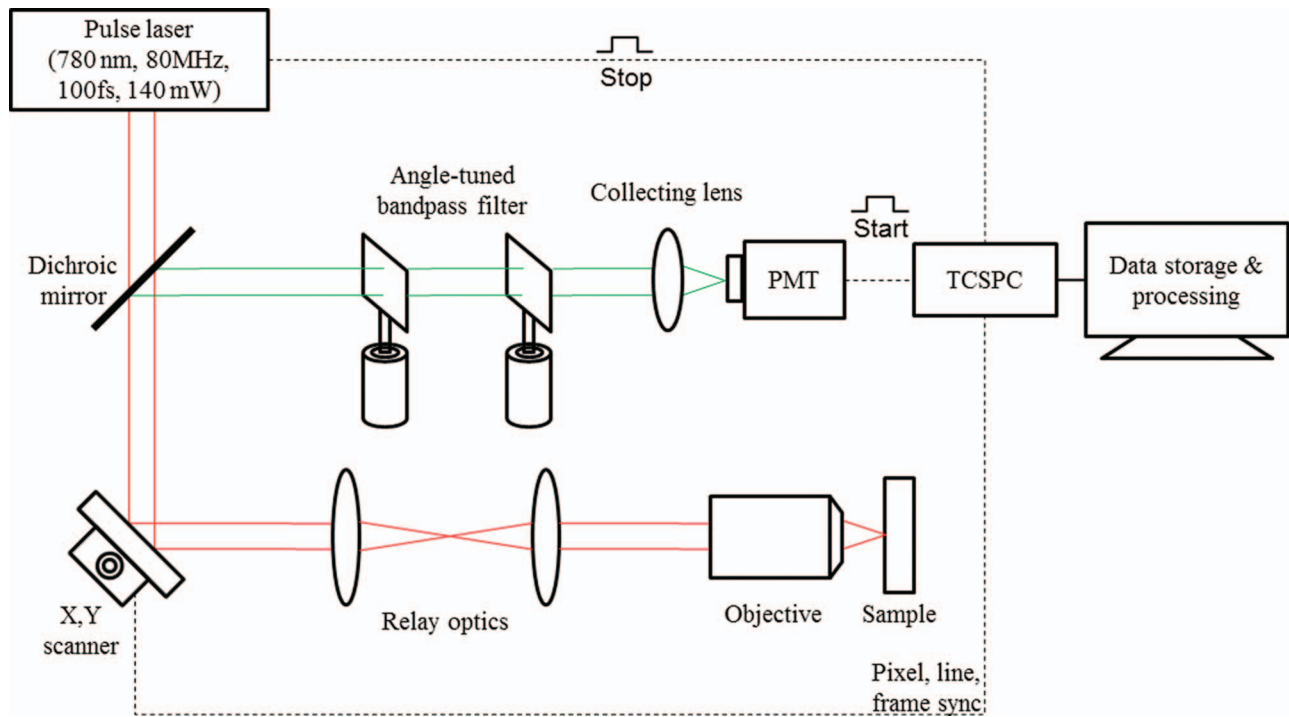 Pulse laser
(780 nm, 80MHz,
100fs, 140 mW)
Stop
Angle-tuned
bandpass filter
Collecting lens
Start
Dichroic
mirror
PMT
TCSPC
Data storage &
processing
X,Y
scanner
Relay optics
Objective
Sample
Pixel, line,
frame sync